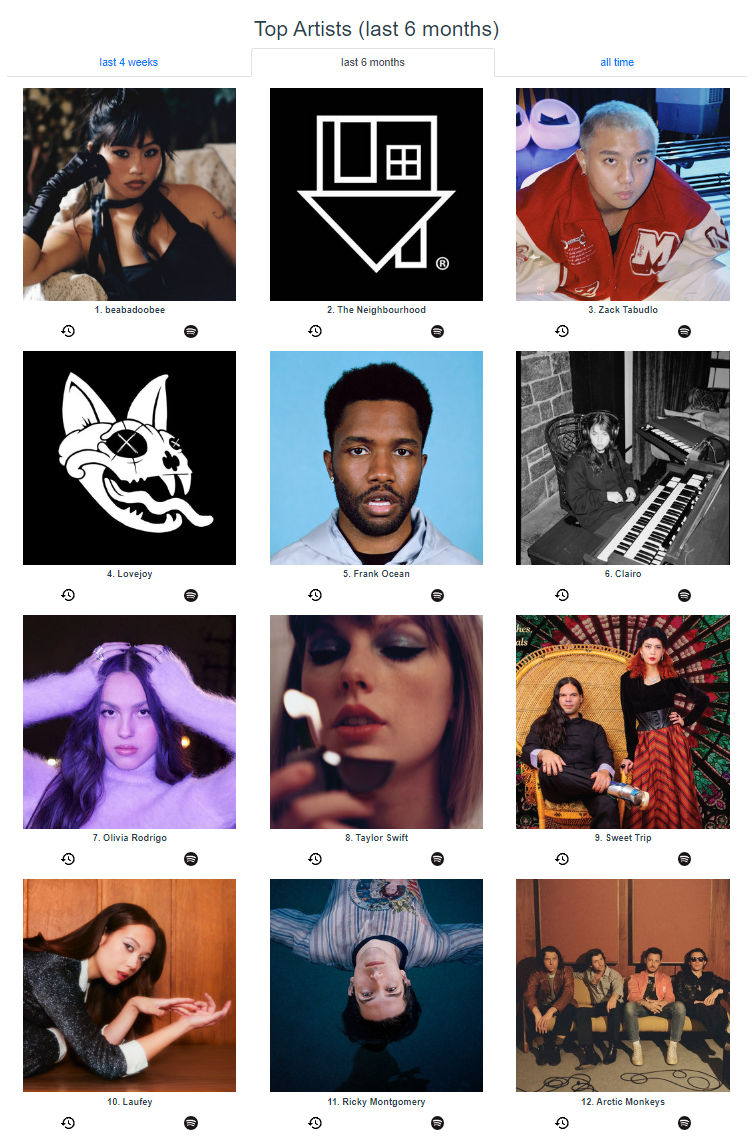 Top Artists (last 6 months)
last 4 weeks
last 6 months
all time
®
M
1. beabadoobee
2. The Neighbourhood
3. Zack Tabudlo
4. Lovejoy
5. Frank Ocean
6. Clairo
hes,
als
7. Olivia Rodrigo
8. Taylor Swift
9. Sweet Trip
10. Laufey
11. Ricky Montgomery
12. Arctic Monkeys